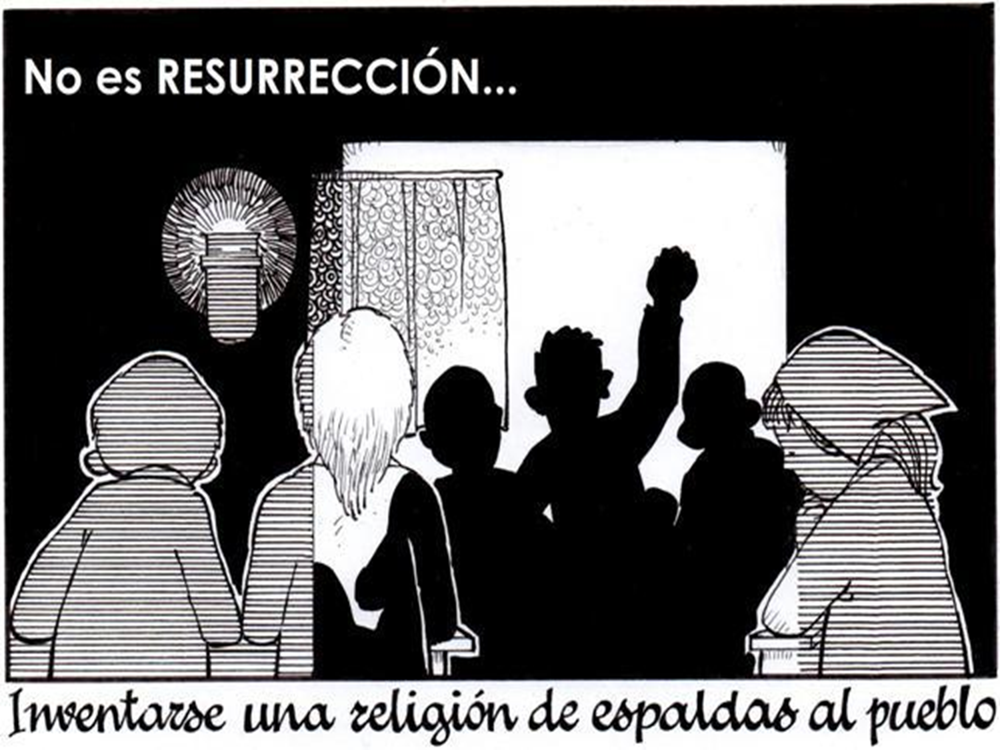 No es RESURRECCIÓN...
Inventarse una religión de espaldas al pueblo